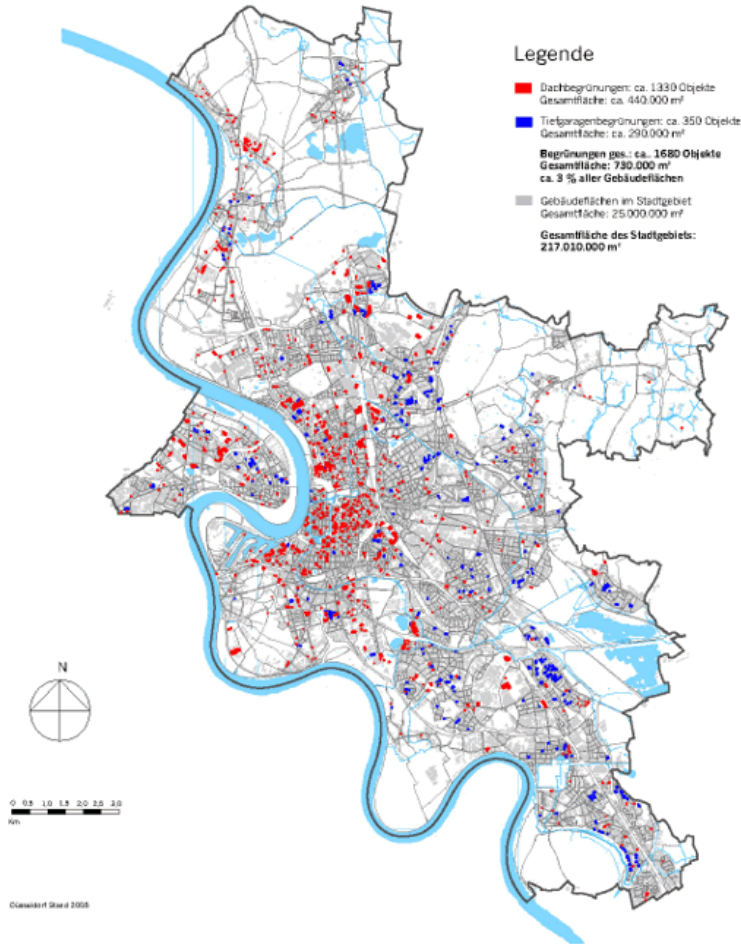 Legende
Dachbegrünungen: ca. 1330 Objekte
Gesamtfläche: ca. 440.000 m²
Tiefgaragenbegrünungen: ca. 350 Objekte
Gesamtfläche: ca. 290.000 m²
Begrünungen ges.: ca. 1680 Objekte
Gesamtfläche: 730.000 m²
ca. 3 % aller Gebäudeflächen
Gebäudeflächen im Stadtgebiet
Gesamtfläche: 25.000.000 m²
Gesamtfläche des Stadtgebiets:
217.010.000 m²
N
0 0,5 1,0 1,5 2,0 2,5 3,0
Km
Düsseldorf Stand